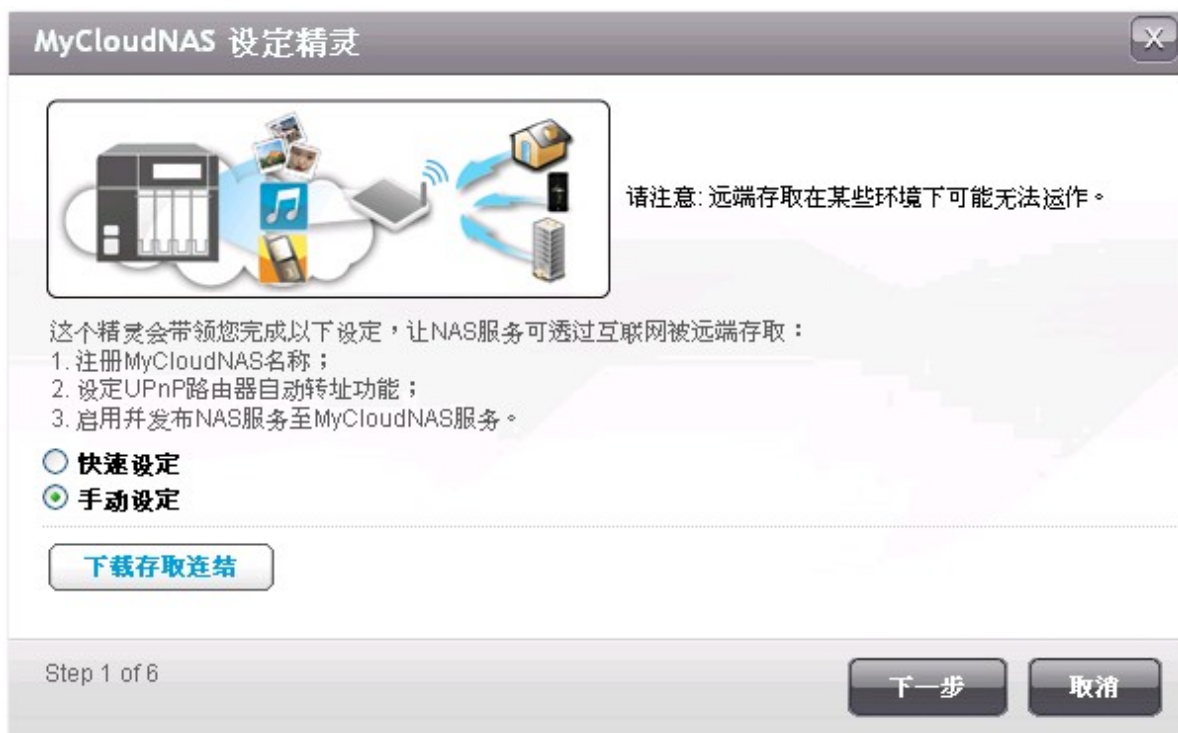 MyCloudNAS 设定精灵
X
请注意: 远端存取在某些环境下可能无法运作。
这个精灵会带领您完成以下设定，让NAS服务可透过互联网被远端存取：
1. 注册MyCloudNAS名称；
2. 设定UPnP路由器自动转址功能；
3. 启用并发布NAS服务至MyCloudNAS服务。
快速设定
手动设定
下载存取连结
Step 1 of 6
下一步
取消